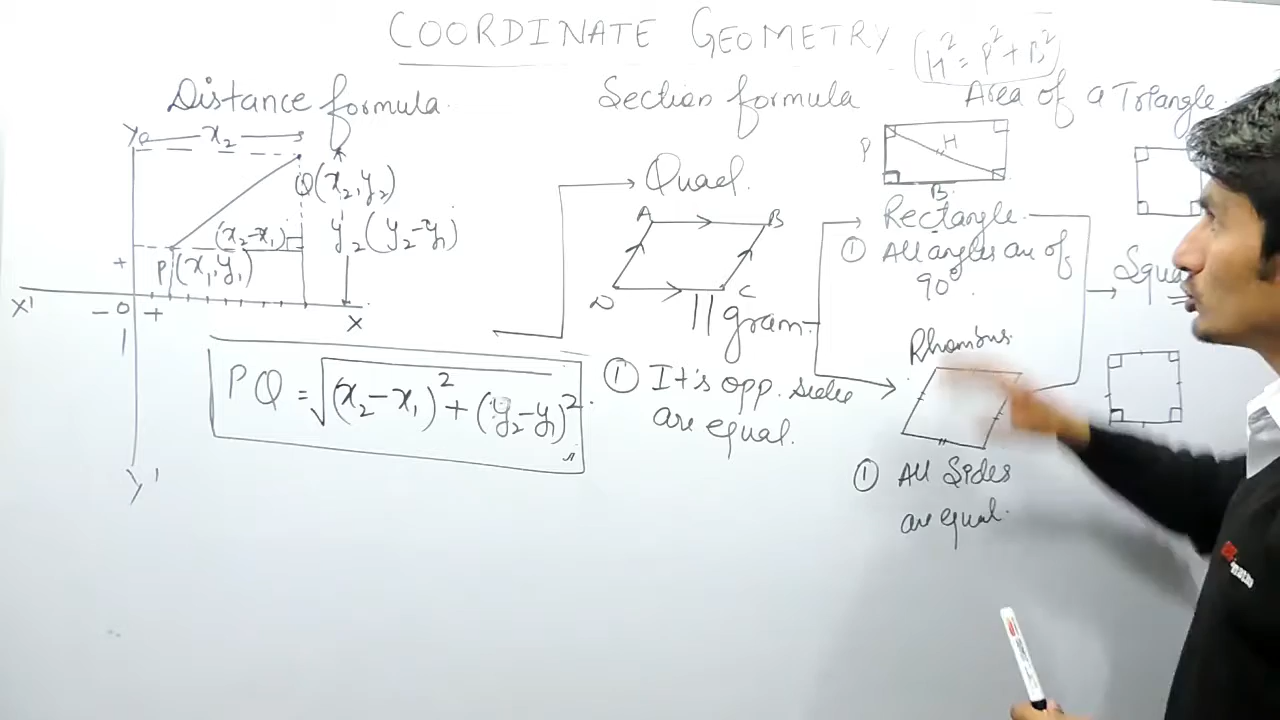 COORDINATE GEOMETRY
(H² = P² + B²)
Distance formula.
Section formula
Area of a Triangle.
Y
x₂
Q(x₂, y₂)
(x₂-x₁)
y₂(y₂-y₁)
P(x₁, y₁)
+
X'
- 0 +
X
Y'
PQ = √(x₂-x₁)² + (y₂-y₁)².
Quad.
A B
D C
||gram.
① It's opp. sides
are equal.
P H
B
Rectangle.
① All angles are of
90°.
Rhombus.
① All Sides
are equal.